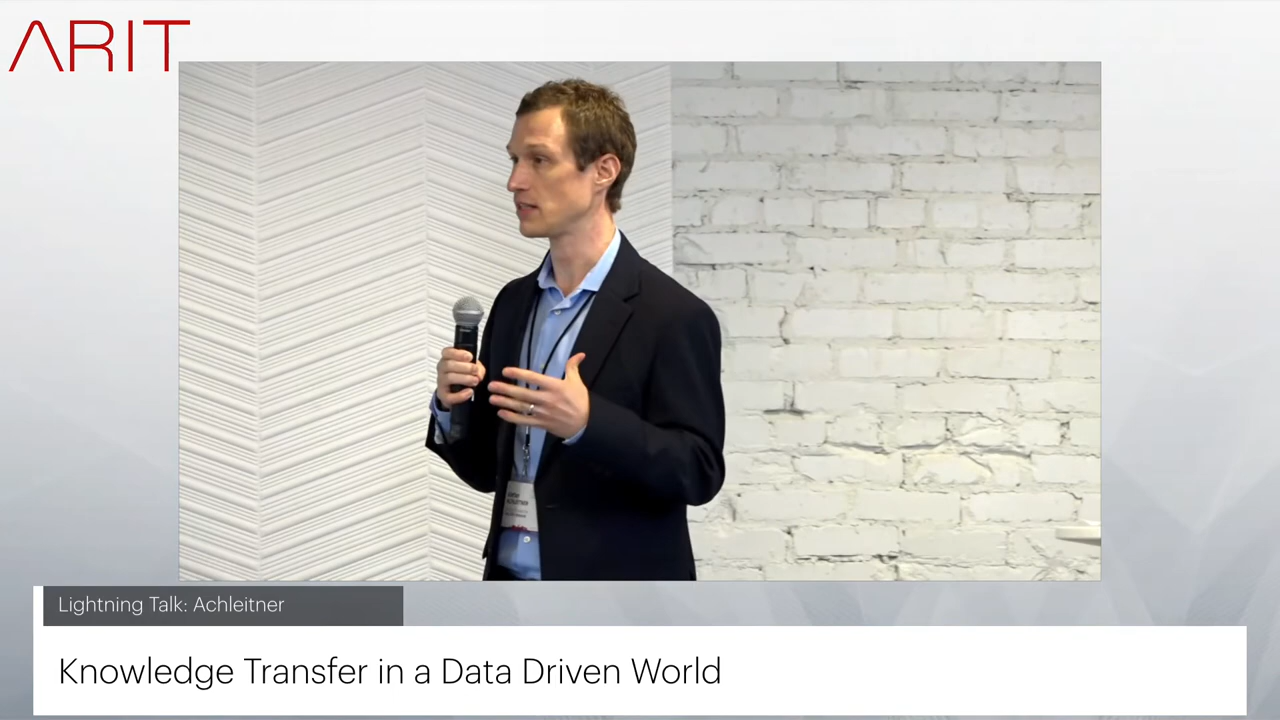 ARIT
Lightning Talk: Achleitner
Knowledge Transfer in a Data Driven World